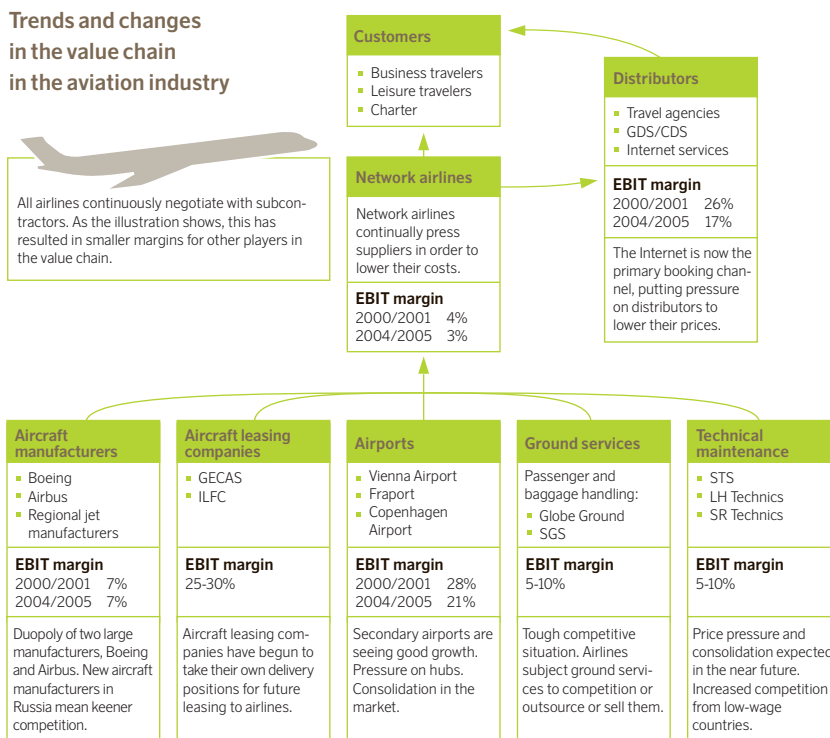 Trends and changes
in the value chain
in the aviation industry
All airlines continuously negotiate with subcon-
tractors. As the illustration shows, this has
resulted in smaller margins for other players in
the value chain.
Customers
Business travelers
Leisure travelers
Charter
Network airlines
Network airlines
continually press
suppliers in order to
lower their costs.
EBIT margin
2000/2001 4%
2004/2005 3%
Distributors
Travel agencies
GDS/CDS
Internet services
EBIT margin
2000/2001 26%
2004/2005 17%
The Internet is now the
primary booking chan-
nel, putting pressure
on distributors to
lower their prices.
Aircraft
manufacturers
Boeing
Airbus
Regional jet
manufacturers
EBIT margin
2000/2001 7%
2004/2005 7%
Duopoly of two large
manufacturers, Boeing
and Airbus. New aircraft
manufacturers in
Russia mean keener
competition.
Aircraft leasing
companies
GECAS
ILFC
EBIT margin
25-30%
Aircraft leasing com-
panies have begun to
take their own delivery
positions for future
leasing to airlines.
Airports
Vienna Airport
Fraport
Copenhagen
Airport
EBIT margin
2000/2001 28%
2004/2005 21%
Secondary airports are
seeing good growth.
Pressure on hubs.
Consolidation in the
market.
Ground services
Passenger and
baggage handling:
Globe Ground
SGS
EBIT margin
5-10%
Tough competitive
situation. Airlines
subject ground servi-
ces to competition or
outsource or sell them.
Technical
maintenance
STS
LH Technics
SR Technics
EBIT margin
5-10%
Price pressure and
consolidation expected
in the near future.
Increased competition
from low-wage
countries.